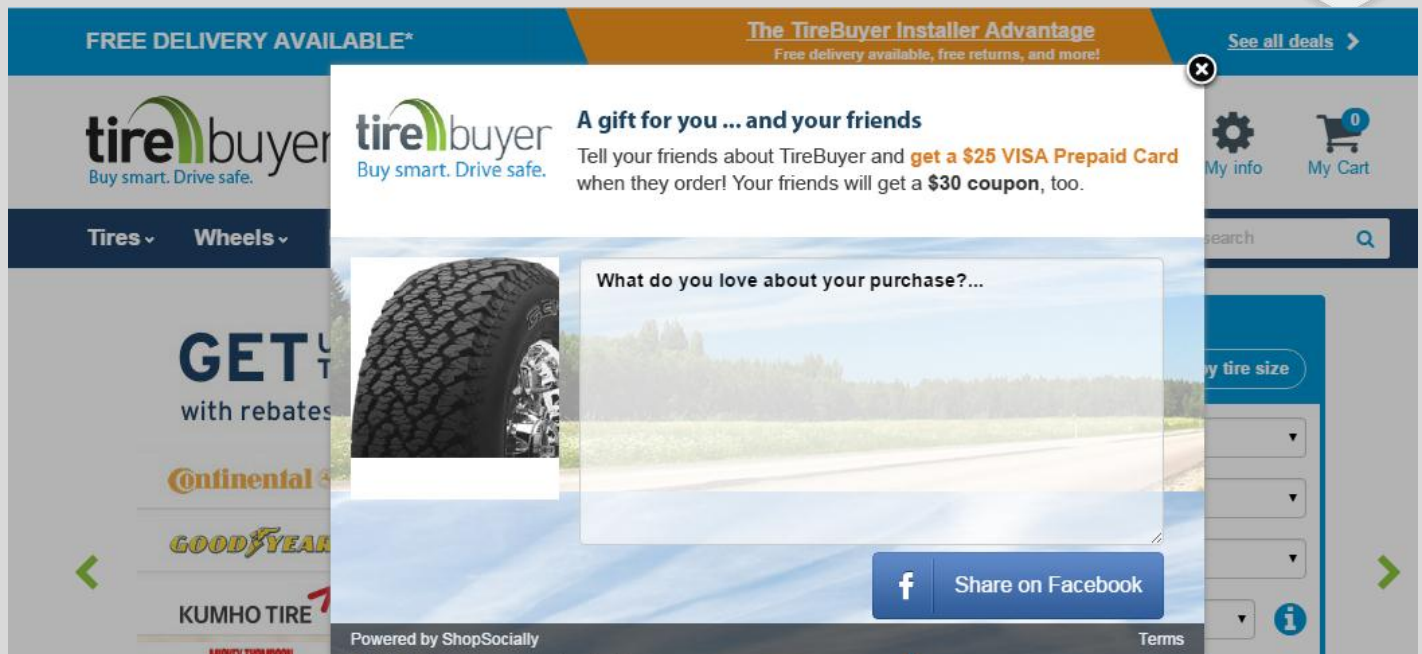 FREE DELIVERY AVAILABLE*
The TireBuyer Installer Advantage
Free delivery available, free returns, and more!
See all deals
tire buyer
Buy smart. Drive safe.
tire buyer
Buy smart. Drive safe.
A gift for you ... and your friends
Tell your friends about TireBuyer and get a $25 VISA Prepaid Card
when they order! Your friends will get a $30 coupon, too.
My info
0
My Cart
Tires
Wheels
search
What do you love about your purchase?...
GET
with rebates
by tire size
Continental
GOODYEAR
KUMHO TIRE
f
Share on Facebook
i
Powered by ShopSocially
Terms